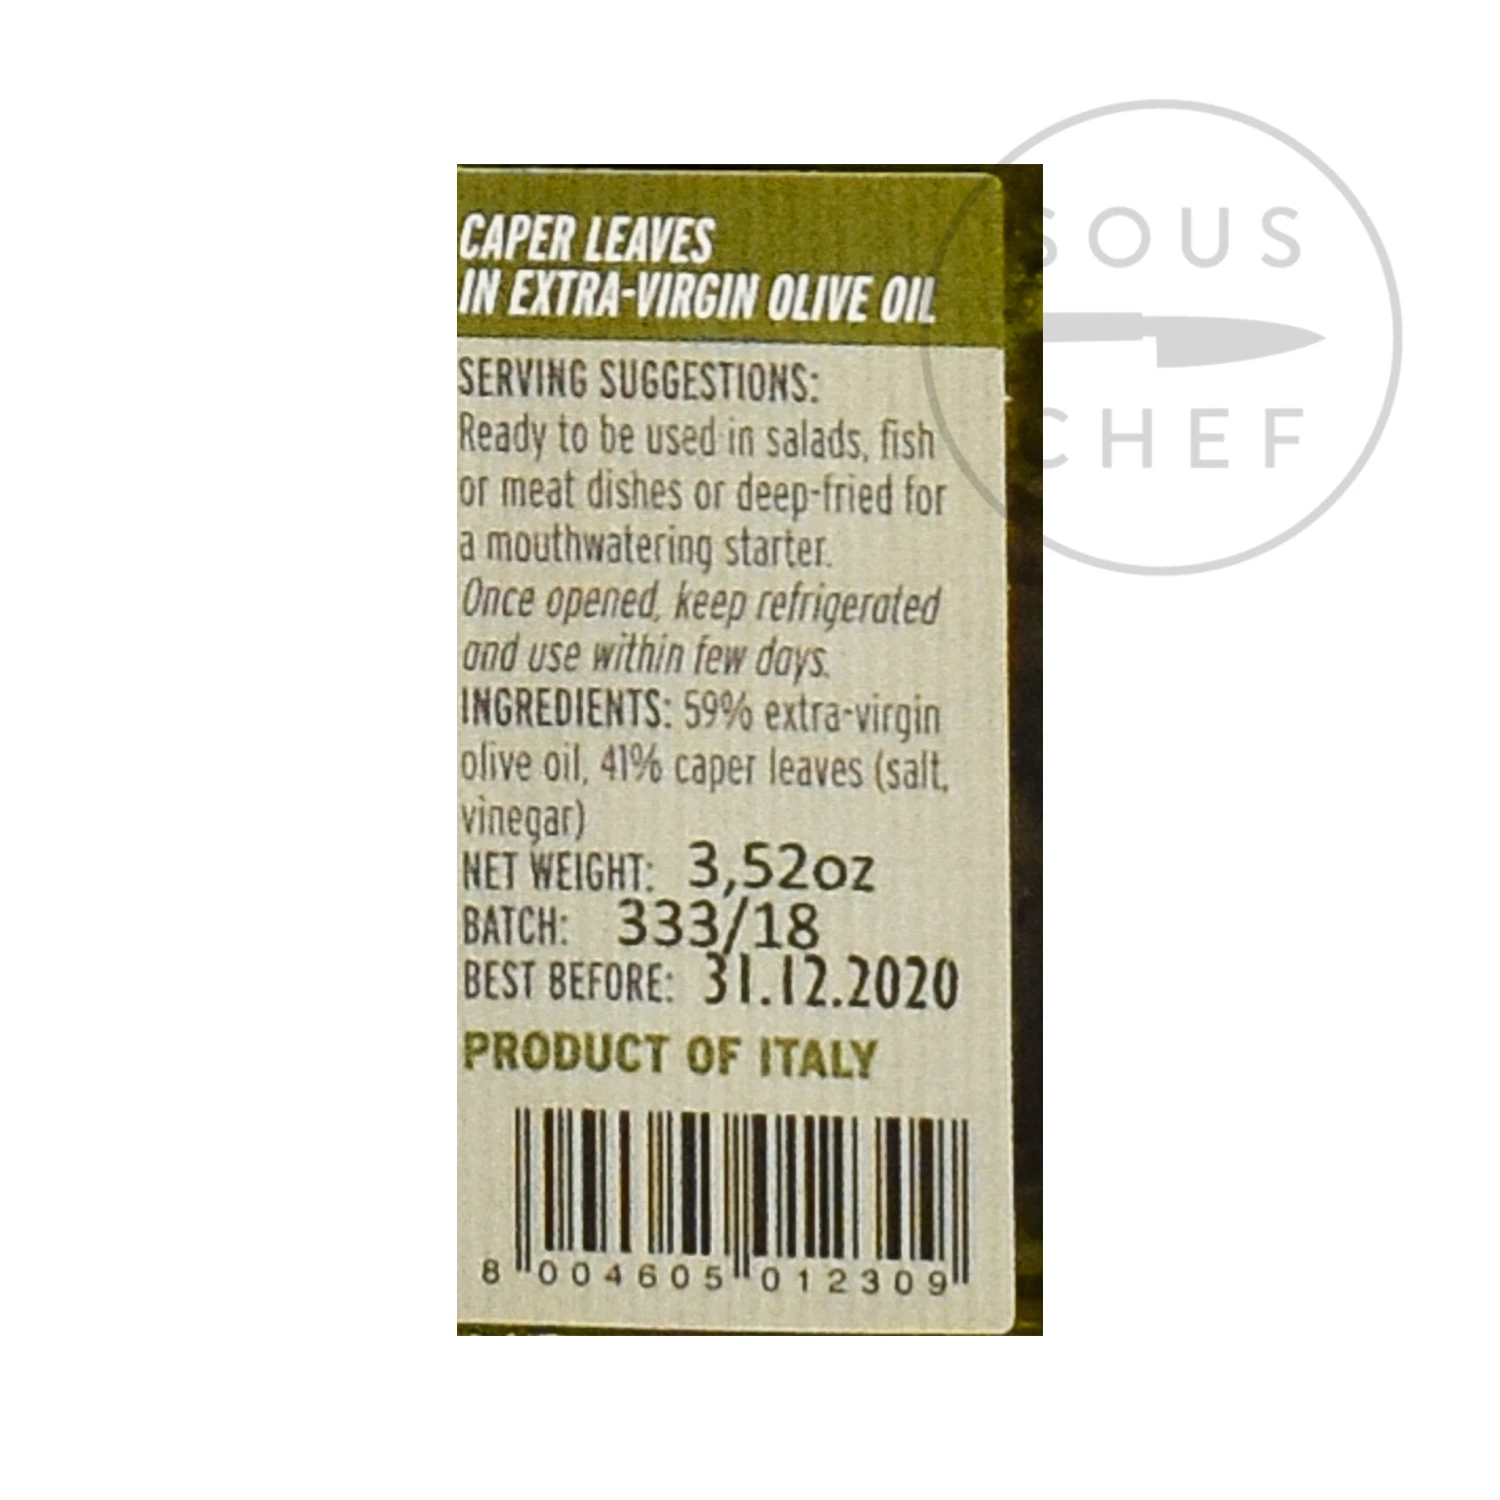 CAPER LEAVES
IN EXTRA-VIRGIN OLIVE OIL
SERVING SUGGESTIONS:
Ready to be used in salads, fish
or meat dishes or deep-fried for
a mouthwatering starter.
Once opened, keep refrigerated
and use within few days.
INGREDIENTS: 59% extra-virgin
olive oil, 41% caper leaves (salt,
vinegar)
NET WEIGHT: 3,52oz
BATCH: 333/18
BEST BEFORE: 31.12.2020
PRODUCT OF ITALY
8 004605 012309
SOUS
CHEF